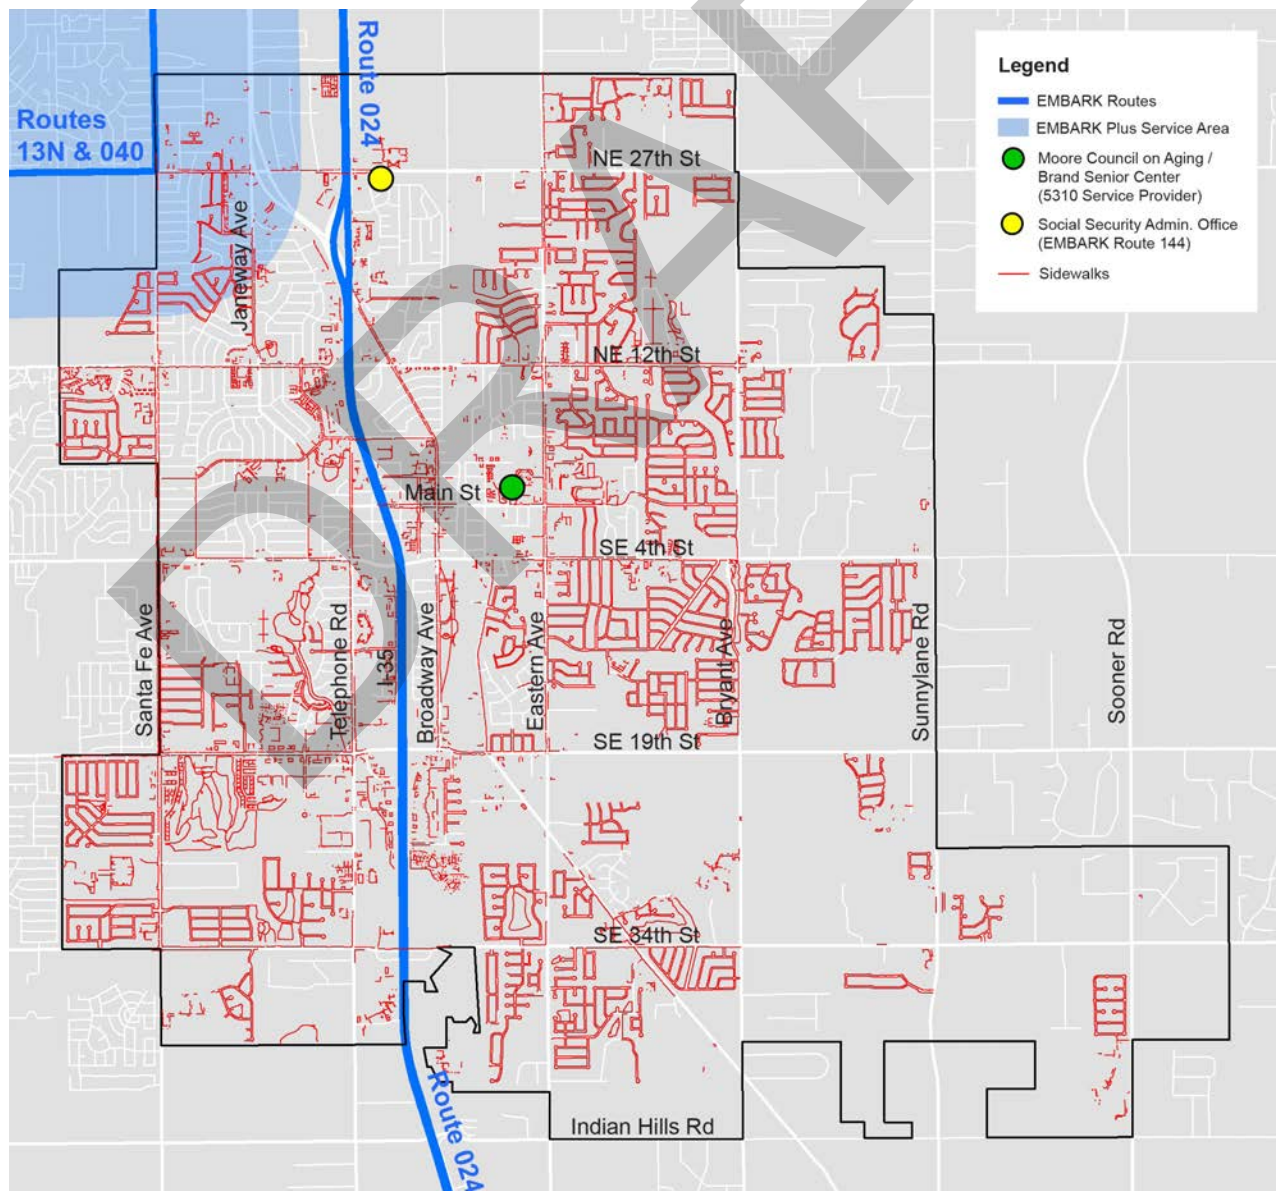 Route 024
Routes
13N & 040
Legend
EMBARK Routes
EMBARK Plus Service Area
Moore Council on Aging /
Brand Senior Center
(5310 Service Provider)
Social Security Admin. Office
(EMBARK Route 144)
Sidewalks
NE 27th St
Janeway Ave
NE 12th St
Main St
SE 4th St
Santa Fe Ave
Telephone Rd
I-35
Broadway Ave
Eastern Ave
Bryant Ave
Sunnylane Rd
Sooner Rd
SE 19th St
SE 34th St
Indian Hills Rd
Route 024
DRAFT